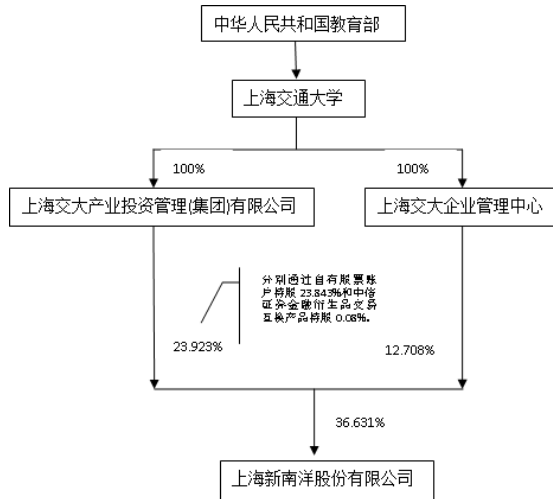 中华人民共和国教育部
上海交通大学
100%
100%
上海交大产业投资管理(集团)有限公司
上海交大企业管理中心
分别通过自有股票账
户持股 23.843%和中信
证券金融衍生品交易
互换产品持股 0.08%。
23.923%
12.708%
36.631%
上海新南洋股份有限公司